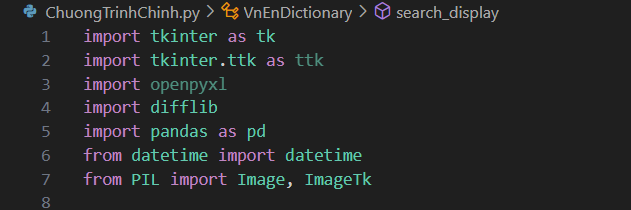 ChuongTrinhChinh.py > VnEnDictionary > search_display
1 import tkinter as tk
2 import tkinter.ttk as ttk
3 import openpyxl
4 import difflib
5 import pandas as pd
6 from datetime import datetime
7 from PIL import Image, ImageTk
8